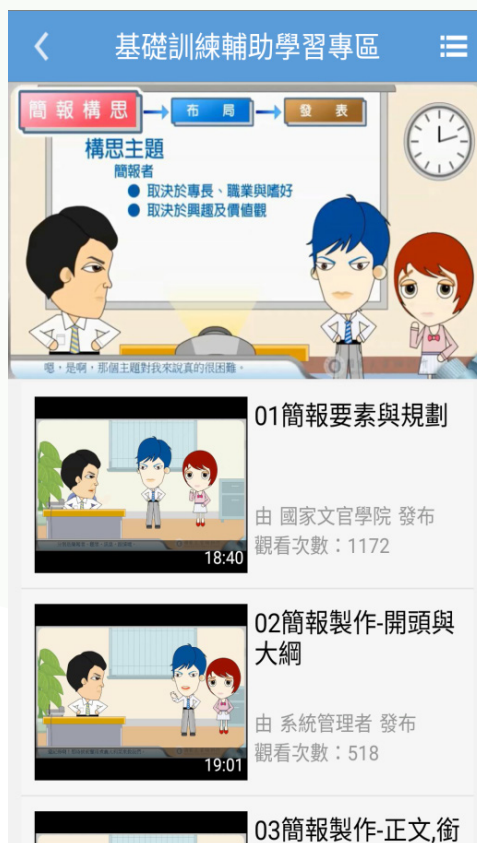 基礎訓練輔助學習專區
簡報構思
布局
發表
構思主題
簡報者
● 取決於專長、職業與嗜好
● 取決於興趣及價值觀
嗯，是啊，那個主題對我來說真的很困難。
01簡報要素與規劃
由 國家文官學院 發布
觀看次數：1172
18:40
02簡報製作-開頭與
大綱
由 系統管理者 發布
觀看次數：518
19:01
03簡報製作-正文,銜